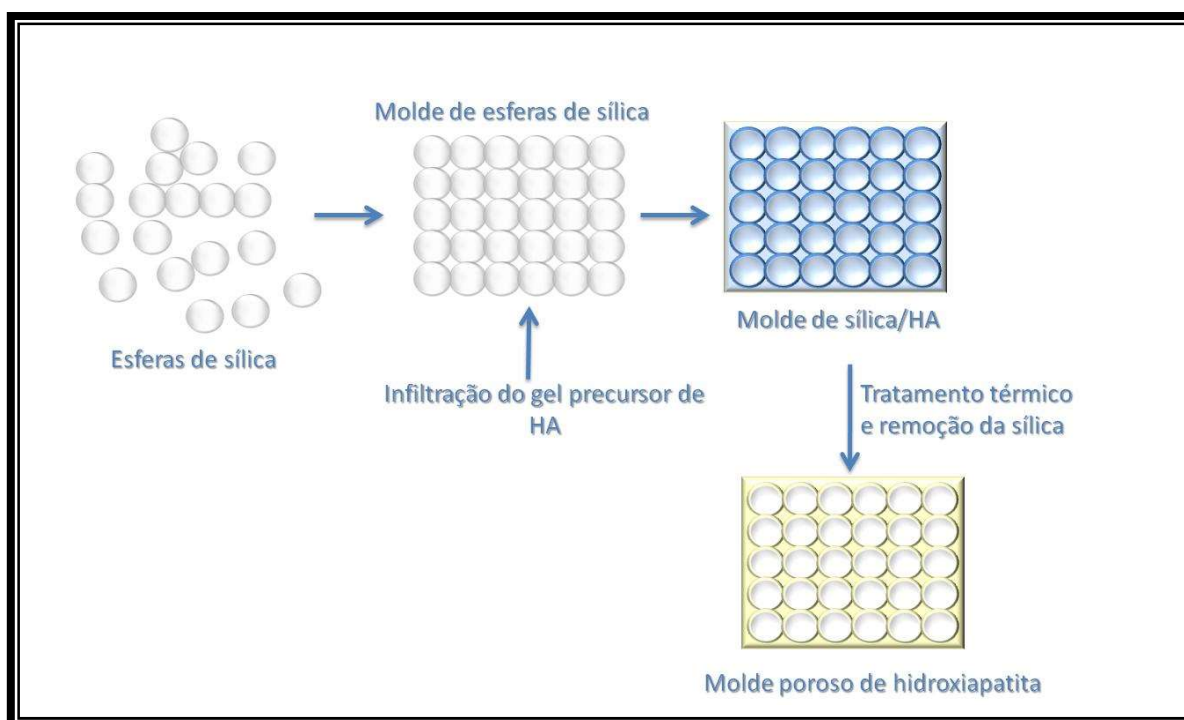 Molde de esferas de sílica
Esferas de sílica
Infiltração do gel precursor de
HA
Molde de sílica/HA
Tratamento térmico
e remoção da sílica
Molde poroso de hidroxiapatita